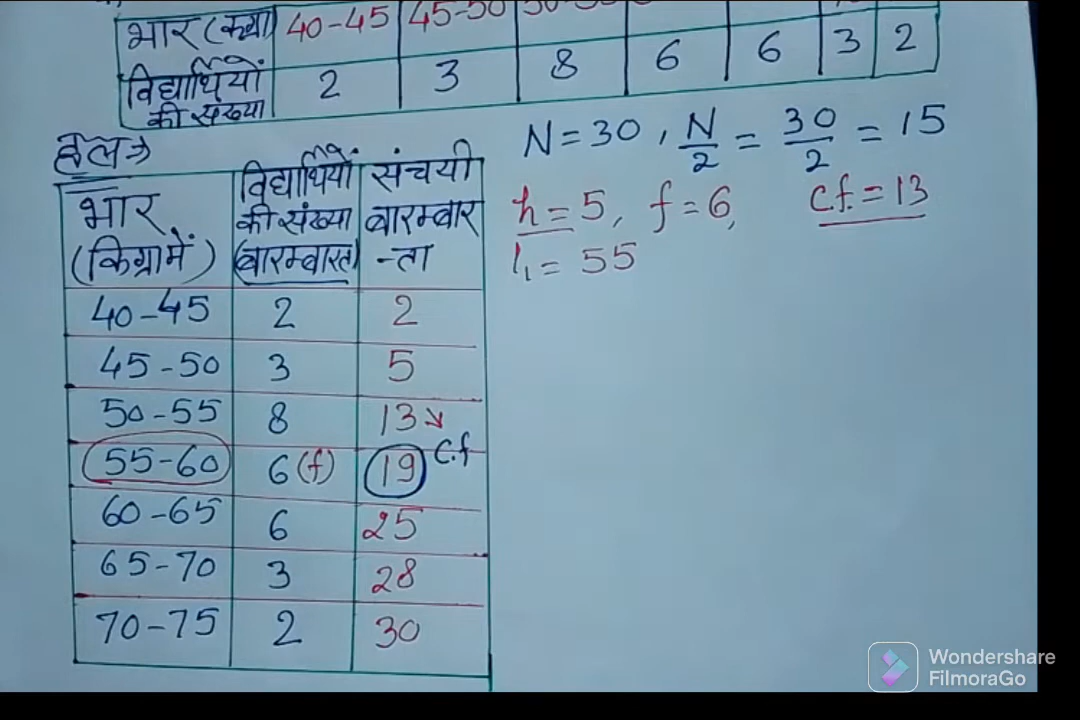 भार (कि०ग्रा) 40-45 45-50
विद्यार्थियों की संख्या 2 3 8 6 6 3 2
हल→
N = 30, N/2 = 30/2 = 15
h = 5, f = 6, c.f. = 13
l₁ = 55
भार (किग्रा में) विद्यार्थियों की संख्या (बारम्बारता) संचयी बारम्बार-ता
40-45 2 2
45-50 3 5
50-55 8 13
55-60 6(f) 19 c.f
60-65 6 25
65-70 3 28
70-75 2 30
Wondershare
FilmoraGo